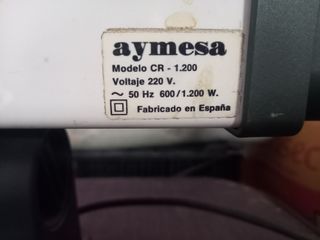 aymesa
Modelo CR - 1.200
Voltaje 220 V.
~ 50 Hz 600/1.200 W.
Fabricado en España